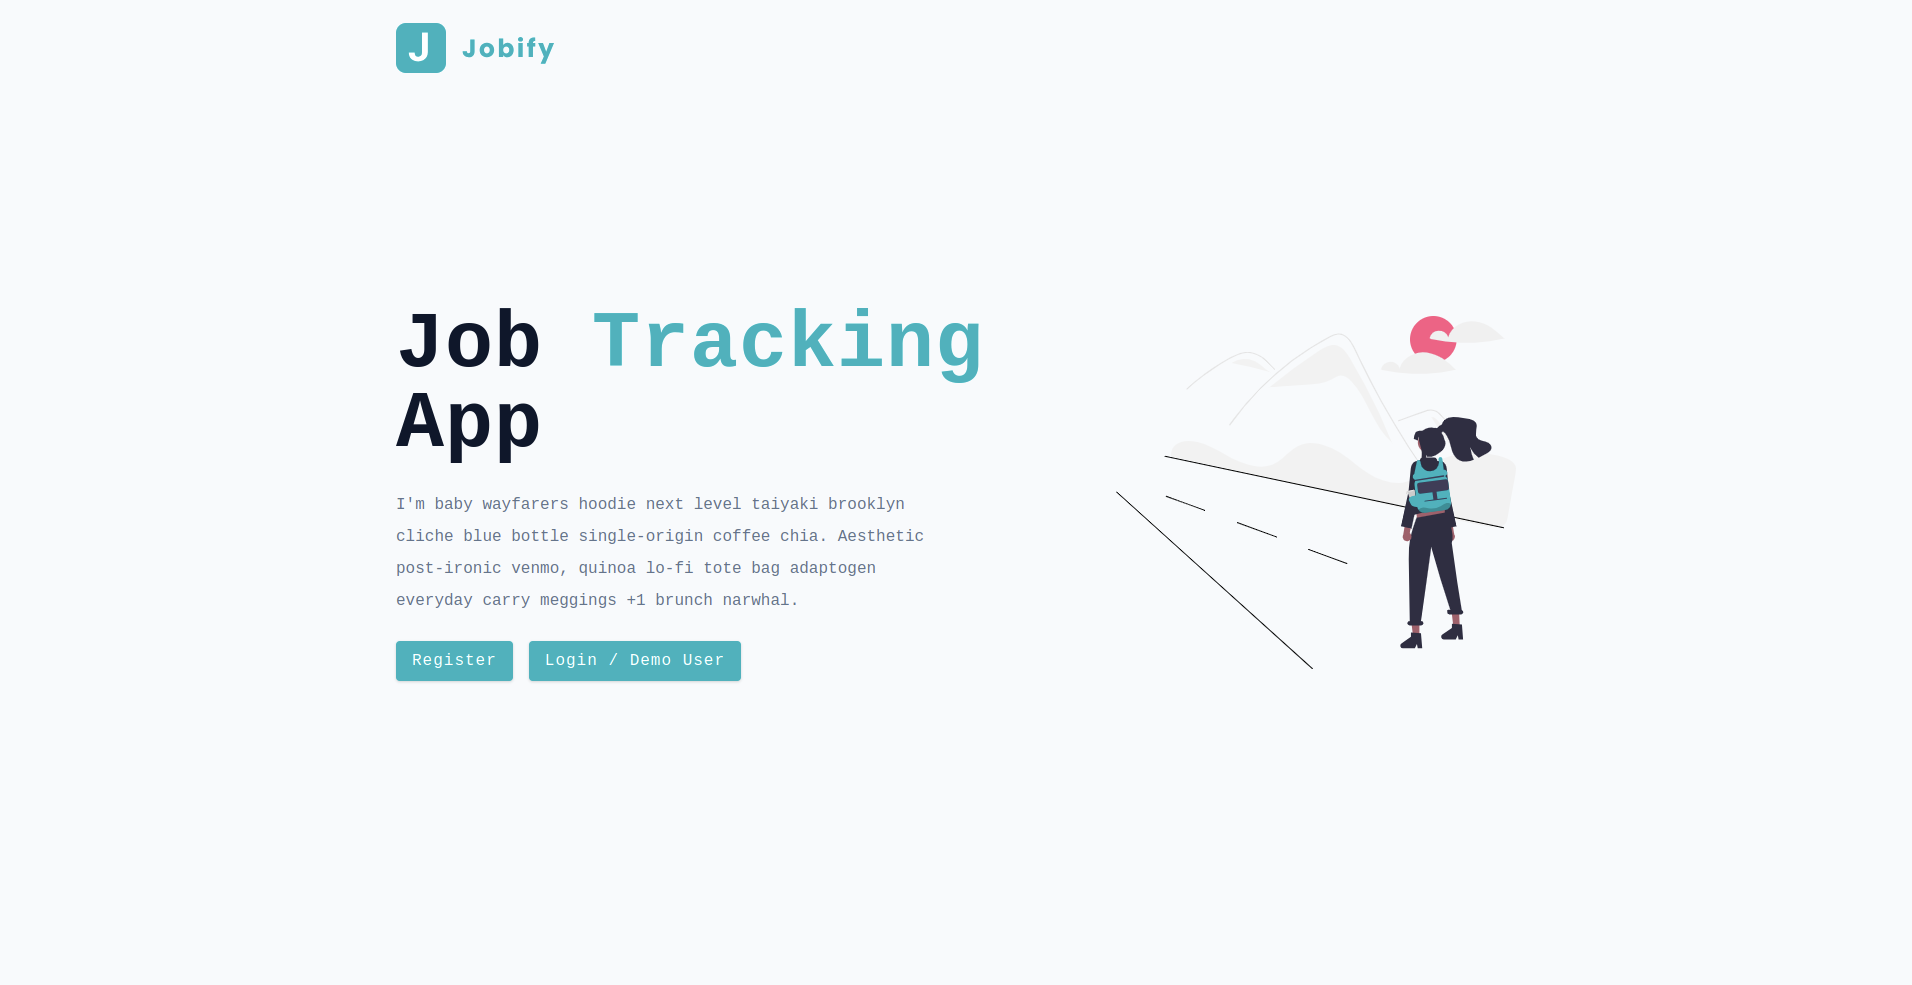 J Jobify
Job Tracking
App
I'm baby wayfarers hoodie next level taiyaki brooklyn
cliche blue bottle single-origin coffee chia. Aesthetic
post-ironic venmo, quinoa lo-fi tote bag adaptogen
everyday carry meggings +1 brunch narwhal.
Register Login / Demo User